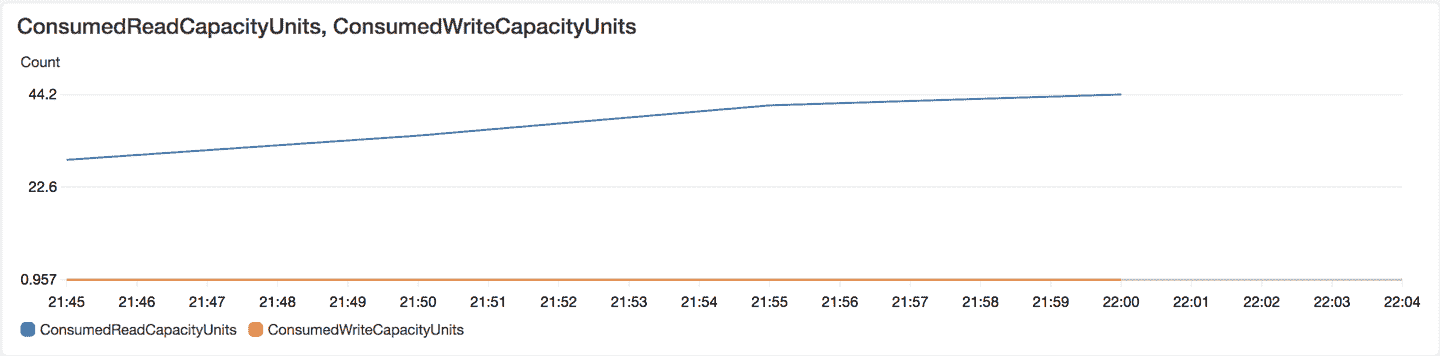 ConsumedReadCapacityUnits, ConsumedWriteCapacityUnits
Count
44.2
22.6
0.957
21:45 21:46 21:47 21:48 21:49 21:50 21:51 21:52 21:53 21:54 21:55 21:56 21:57 21:58 21:59 22:00 22:01 22:02 22:03 22:04
ConsumedReadCapacityUnits ConsumedWriteCapacityUnits